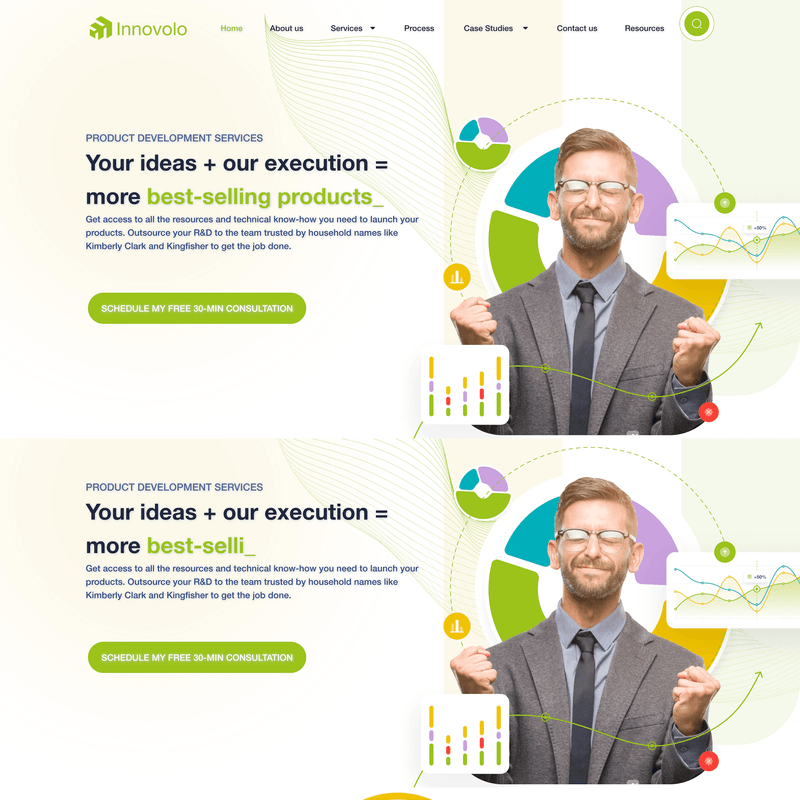 Innovolo
Home
About us
Services
Process
Case Studies
Contact us
Resources
PRODUCT DEVELOPMENT SERVICES
Your ideas + our execution =
more best-selling products_
Get access to all the resources and technical know-how you need to launch your
products. Outsource your R&D to the team trusted by household names like
Kimberly Clark and Kingfisher to get the job done.
SCHEDULE MY FREE 30-MIN CONSULTATION
+50%
PRODUCT DEVELOPMENT SERVICES
Your ideas + our execution =
more best-selli_
Get access to all the resources and technical know-how you need to launch your
products. Outsource your R&D to the team trusted by household names like
Kimberly Clark and Kingfisher to get the job done.
SCHEDULE MY FREE 30-MIN CONSULTATION
+50%